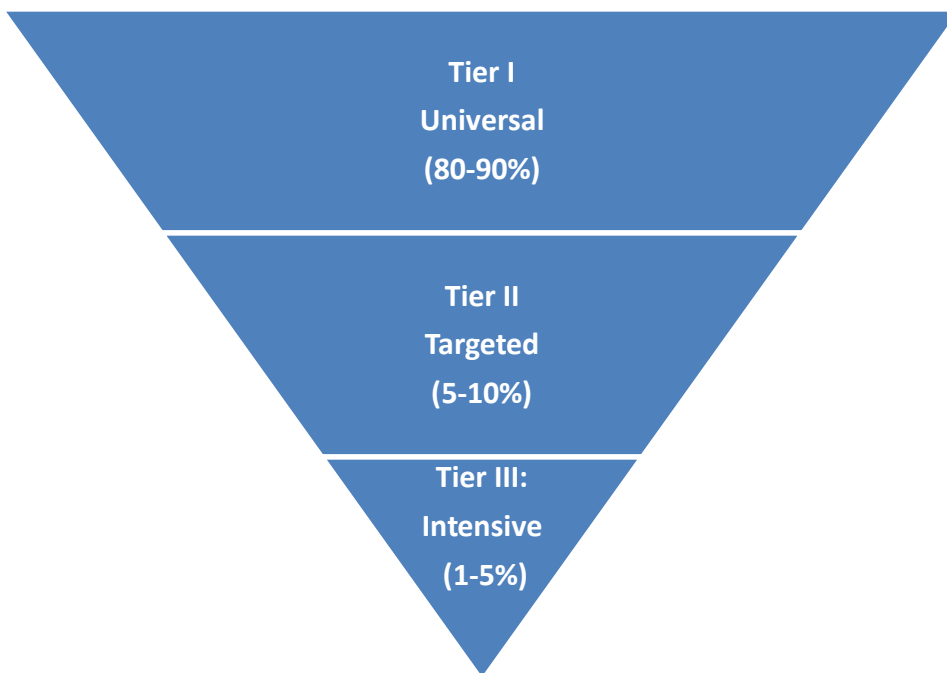 Tier I
Universal
(80-90%)
Tier II
Targeted
(5-10%)
Tier III:
Intensive
(1-5%)